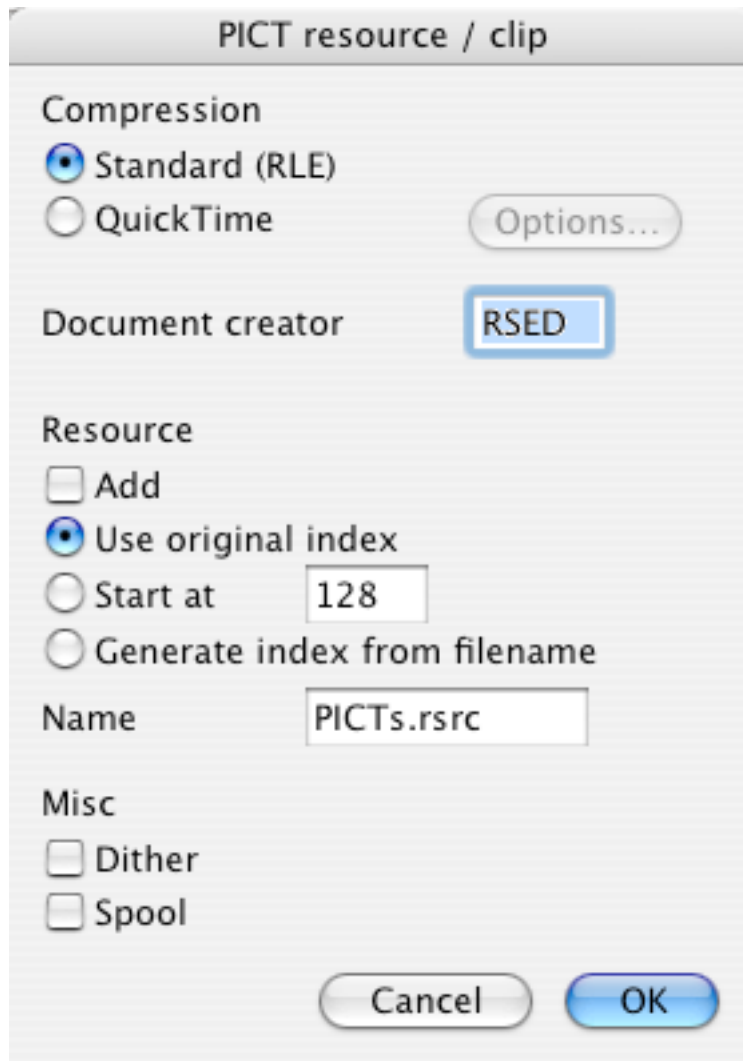 PICT resource / clip
Compression
Standard (RLE)
QuickTime Options...
Document creator RSED
Resource
Add
Use original index
Start at 128
Generate index from filename
Name PICTs.rsrc
Misc
Dither
Spool
Cancel OK